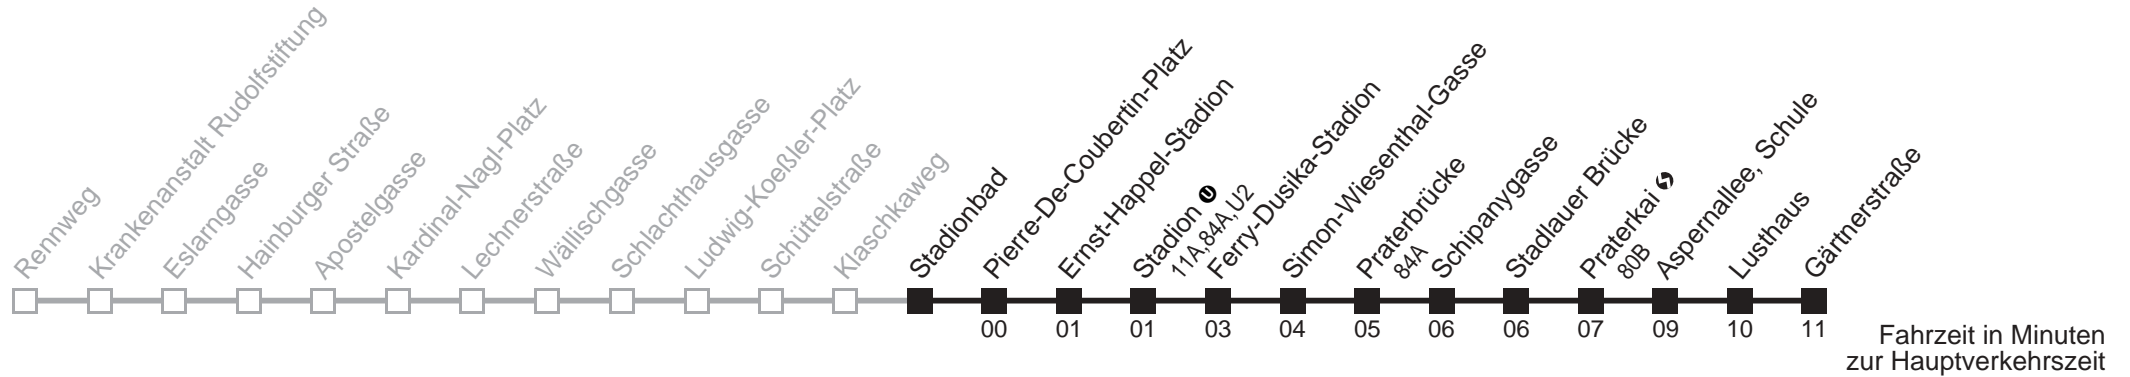 Rennweg
Krankenanstalt Rudolfstiftung
Eslarngasse
Hainburger Straße
Apostelgasse
Kardinal-Nagl-Platz
Lechnerstraße
Wällischgasse
Schlachthausgasse
Ludwig-Koeßler-Platz
Schüttelstraße
Klaschkaweg
Stadionbad
Pierre-De-Coubertin-Platz
Ernst-Happel-Stadion
Stadion U
11A,84A,U2
Ferry-Dusika-Stadion
Simon-Wiesenthal-Gasse
Praterbrücke
84A
Schipanygasse
Stadlauer Brücke
Praterkai
80B
Aspernallee, Schule
Lusthaus
Gärtnerstraße
00 01 01 03 04 05 06 06 07 09 10 11
Fahrzeit in Minuten
zur Hauptverkehrszeit